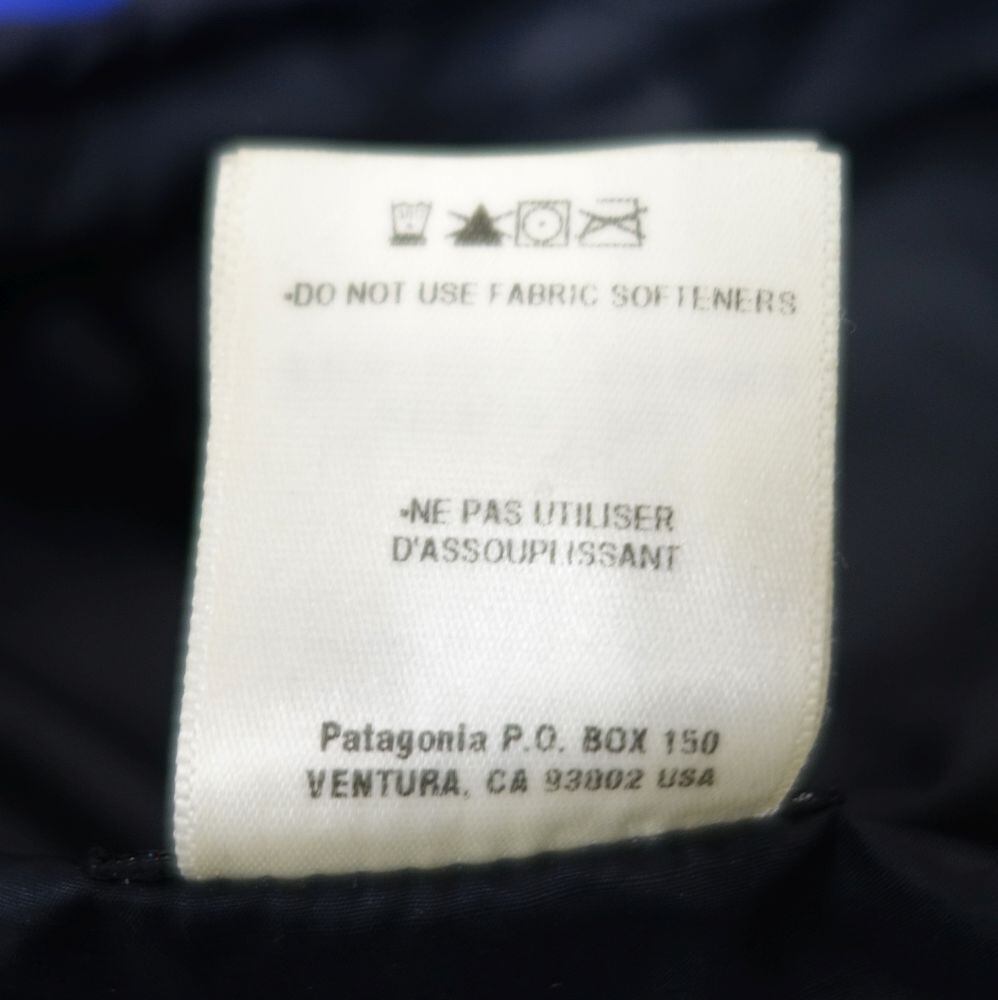 •DO NOT USE FABRIC SOFTENERS
•NE PAS UTILISER
D'ASSOUPLISSANT
Patagonia P.O. BOX 150
VENTURA, CA 93002 USA